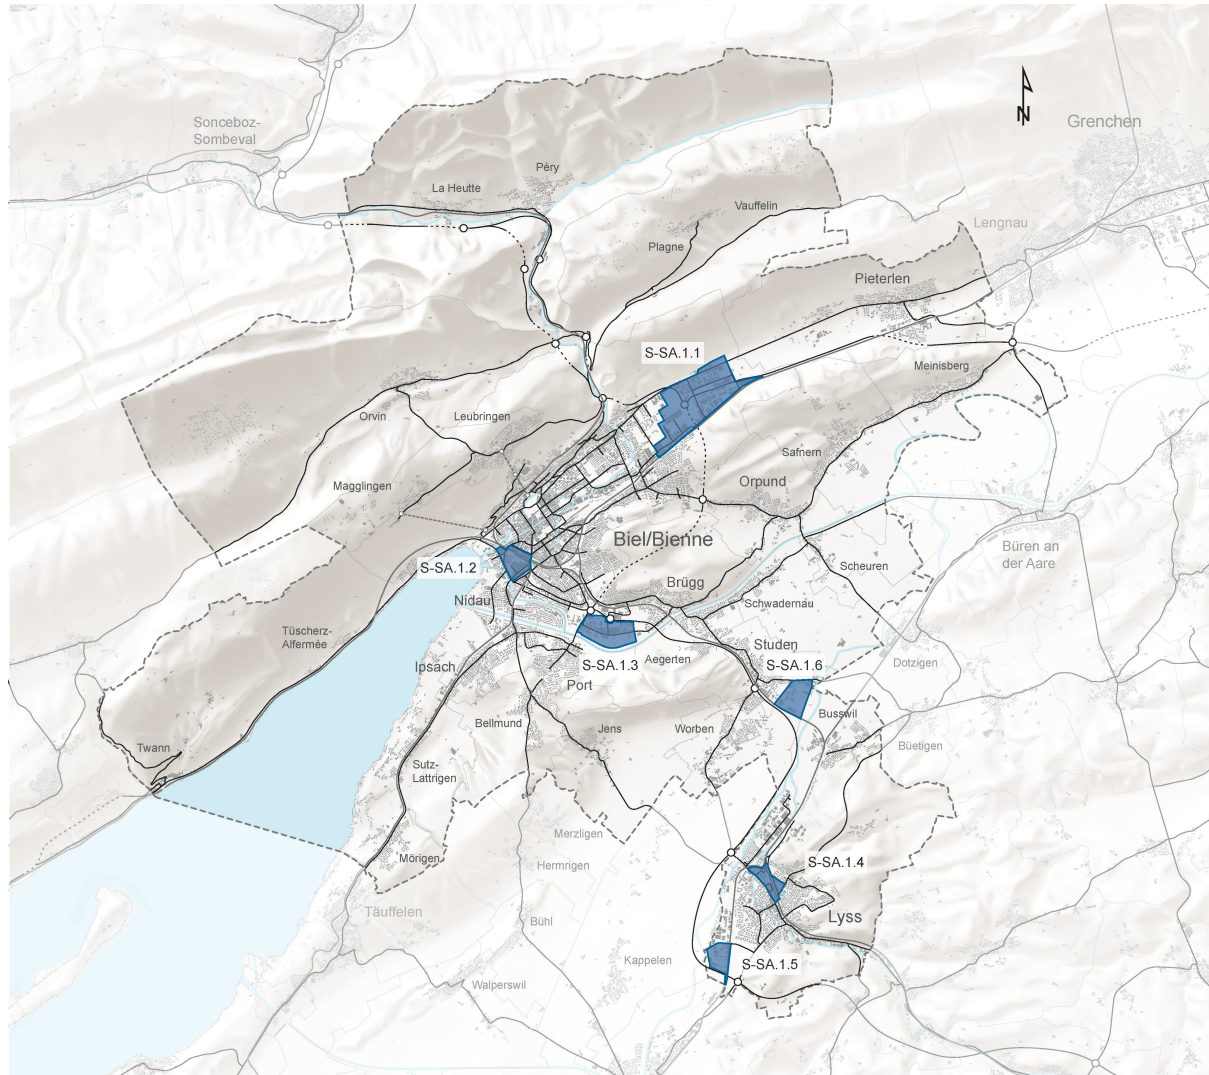 Sonceboz-
Sombeval
N
Grenchen
Péry
La Heutte
Vauffelin
Lengnau
Plagne
Pieterlen
S-SA.1.1
Meinisberg
Orvin
Leubringen
Safnern
Magglingen
Orpund
Biel/Bienne
Büren an
der Aare
S-SA.1.2
Scheuren
Brügg
Nidau
Schwadernau
Tüscherz-
Alfermée
Studen
Ipsach
S-SA.1.3
Aegerten
S-SA.1.6
Dotzigen
Port
Busswil
Bellmund
Jens
Worben
Büetigen
Twann
Sutz-
Lattrigen
Merzligen
Mörigen
Hermrigen
S-SA.1.4
Täuffelen
Bühl
Lyss
Kappelen
S-SA.1.5
Walperswil